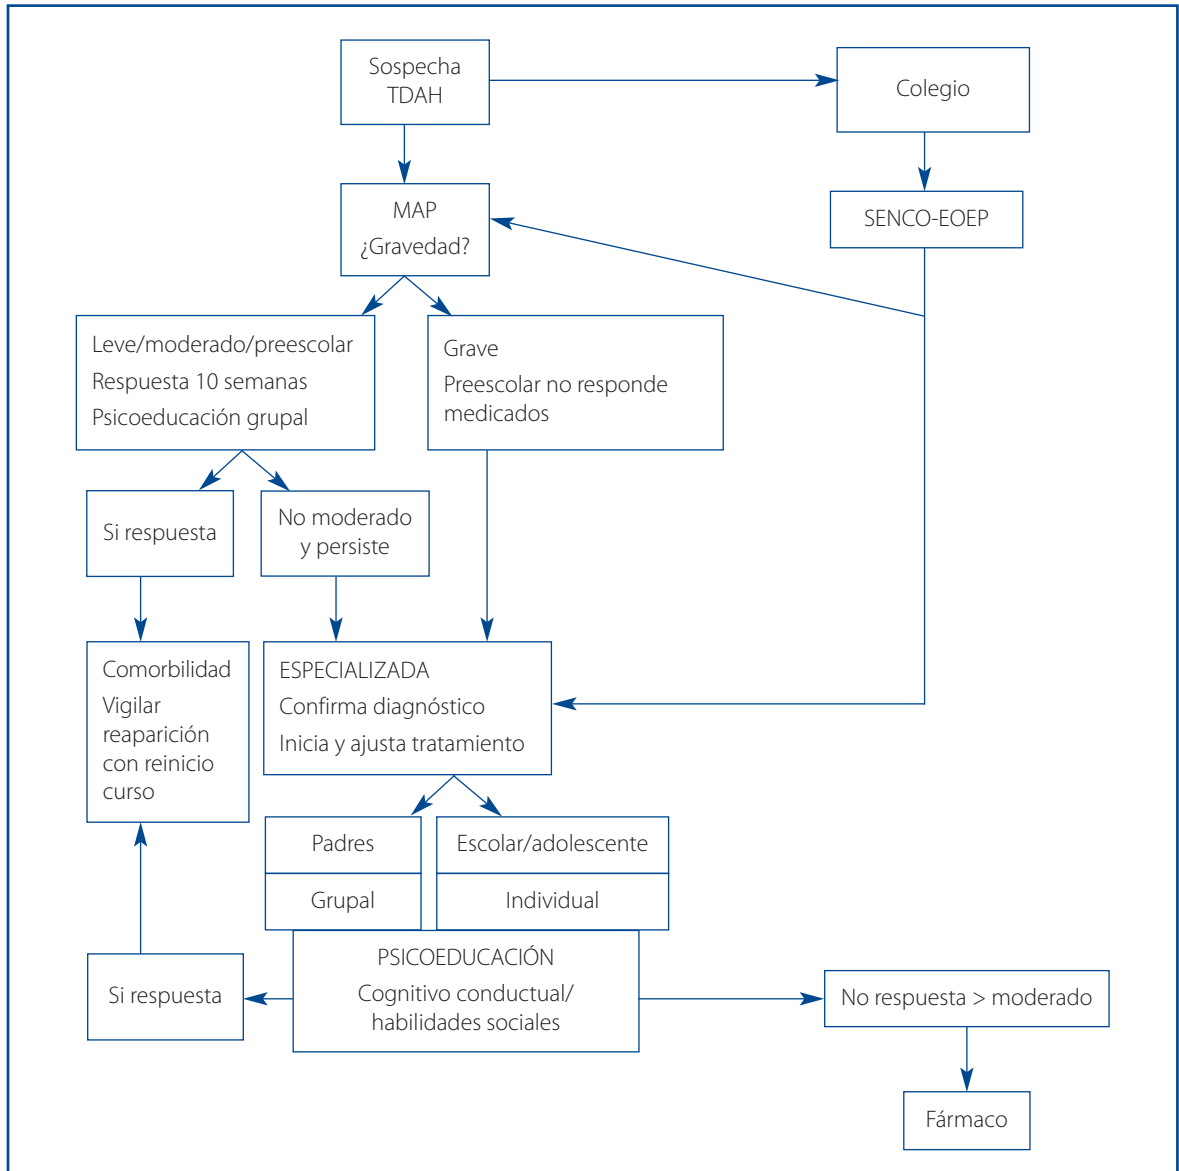 Sospecha
TDAH
Colegio
MAP
¿Gravedad?
SENCO-EOEP
Leve/moderado/preescolar
Respuesta 10 semanas
Psicoeducación grupal
Grave
Preescolar no responde
medicados
Si respuesta
No moderado
y persiste
Comorbilidad
Vigilar
reaparición
con reinicio
curso
ESPECIALIZADA
Confirma diagnóstico
Inicia y ajusta tratamiento
Padres
Escolar/adolescente
Grupal
Individual
PSICOEDUCACIÓN
Cognitivo conductual/
habilidades sociales
Si respuesta
No respuesta > moderado
Fármaco